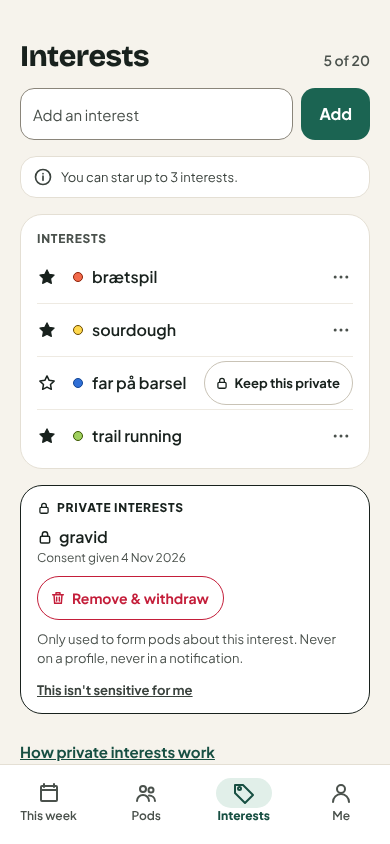 Interests
5 of 20
Add an interest
Add
You can star up to 3 interests.
INTERESTS
brætspil
sourdough
far på barsel
Keep this private
trail running
PRIVATE INTERESTS
gravid
Consent given 4 Nov 2026
Remove & withdraw
Only used to form pods about this interest. Never
on a profile, never in a notification.
This isn't sensitive for me
How private interests work
This week
Pods
Interests
Me